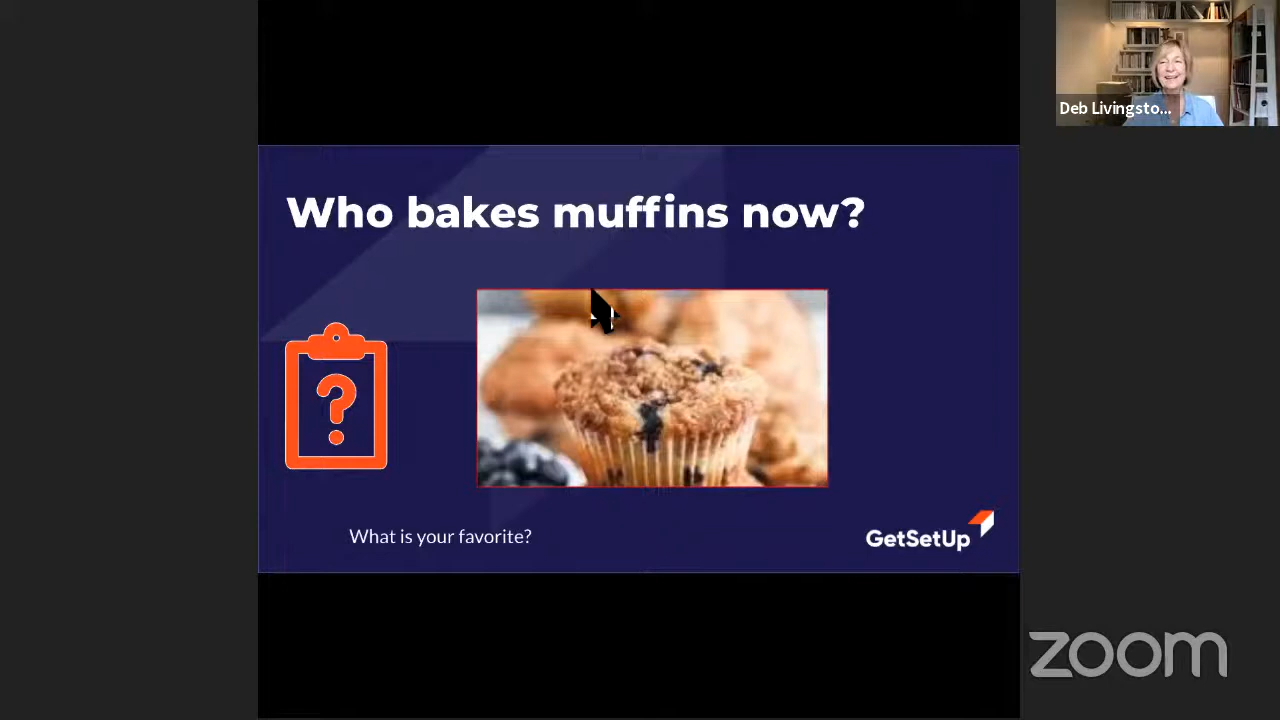 Deb Livingsto...
Who bakes muffins now?
?
What is your favorite?
GetSetUp
zoom